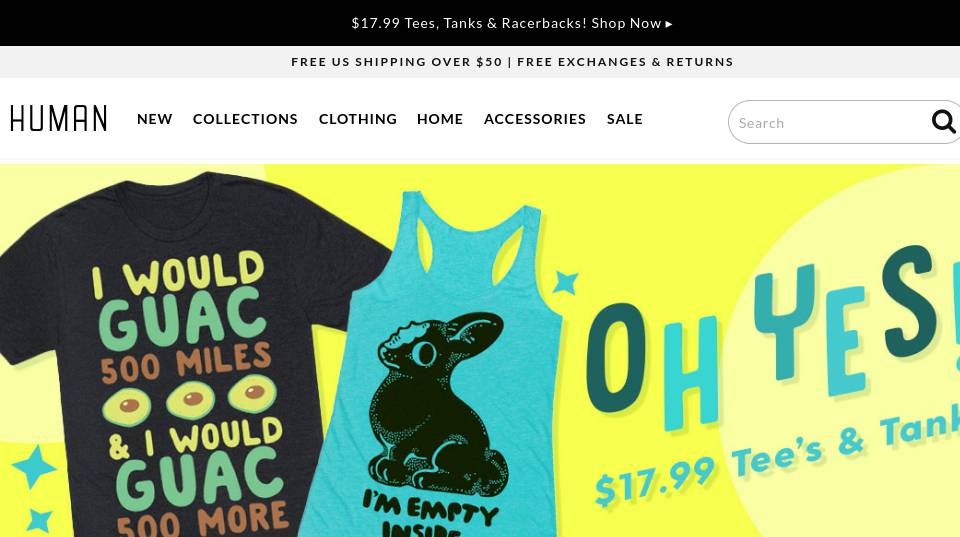 $17.99 Tees, Tanks & Racerbacks! Shop Now ▸
FREE US SHIPPING OVER $50 | FREE EXCHANGES & RETURNS
HUMAN
NEW COLLECTIONS CLOTHING HOME ACCESSORIES SALE
Search
I WOULD
GUAC
500 MILES
& I WOULD
GUAC
500 MORE
I'M EMPTY
INSIDE
OH YES!
$17.99 Tee's & Tank